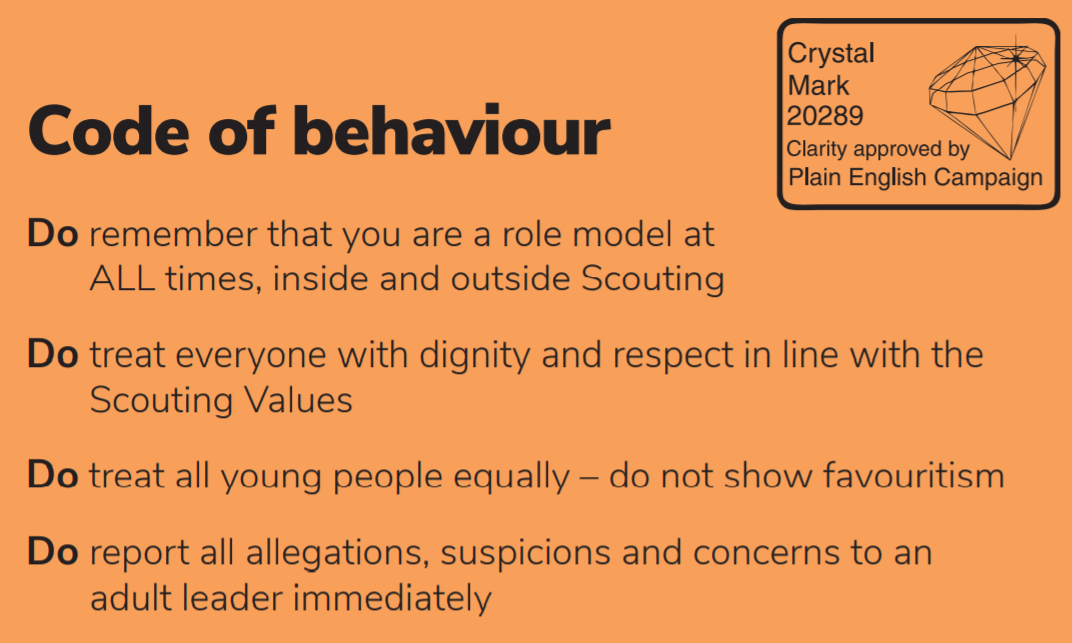 Crystal
Mark
20289
Clarity approved by
Plain English Campaign
Code of behaviour
Do remember that you are a role model at
ALL times, inside and outside Scouting
Do treat everyone with dignity and respect in line with the
Scouting Values
Do treat all young people equally – do not show favouritism
Do report all allegations, suspicions and concerns to an
adult leader immediately